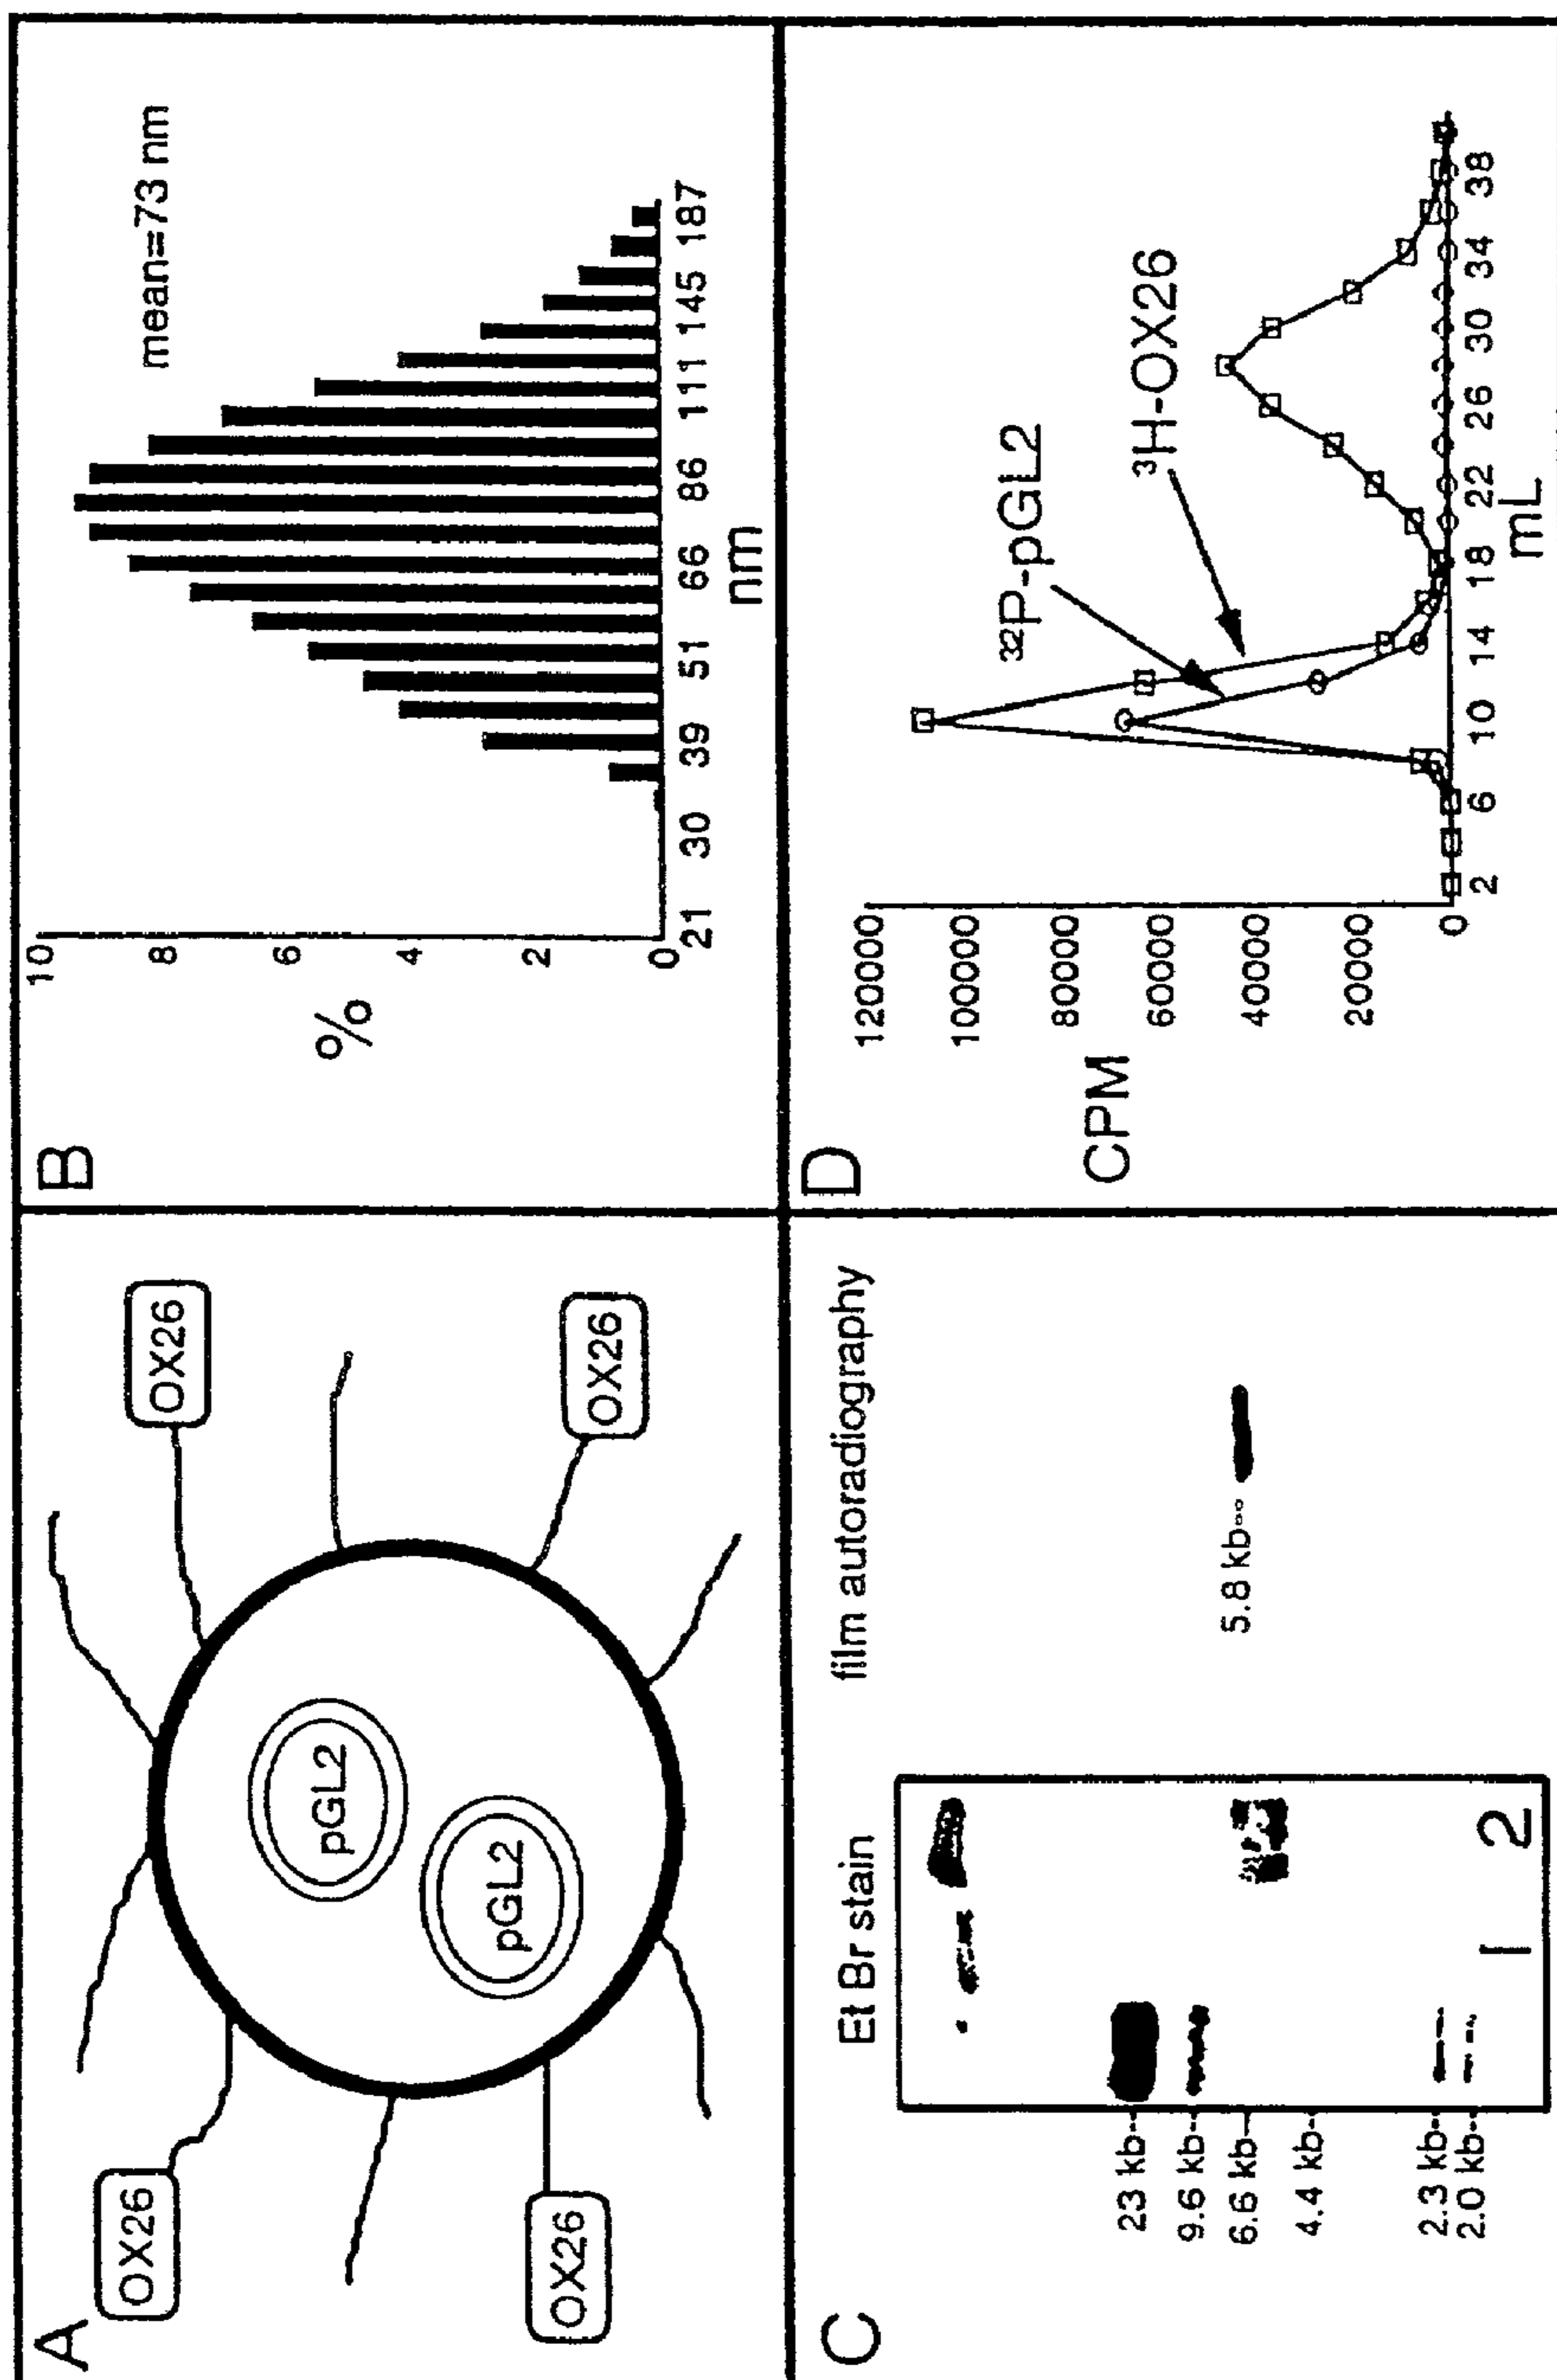 A
OX26
OX26
OX26
OX26
pGL2
pGL2
B
mean=73 nm
%
10
8
6
4
2
0
21 30 39 51 66 86 111 145 187
nm
C
Et Br stain
film autoradiography
23 kb-
9.6 kb-
6.6 kb-
4.4 kb-
2.3 kb-
2.0 kb-
1 2
5.8 kb--
D
CPM
120000
100000
80000
60000
40000
20000
0
³²P-pGL2
³H-OX26
2 6 10 14 18 22 26 30 34 38
mL